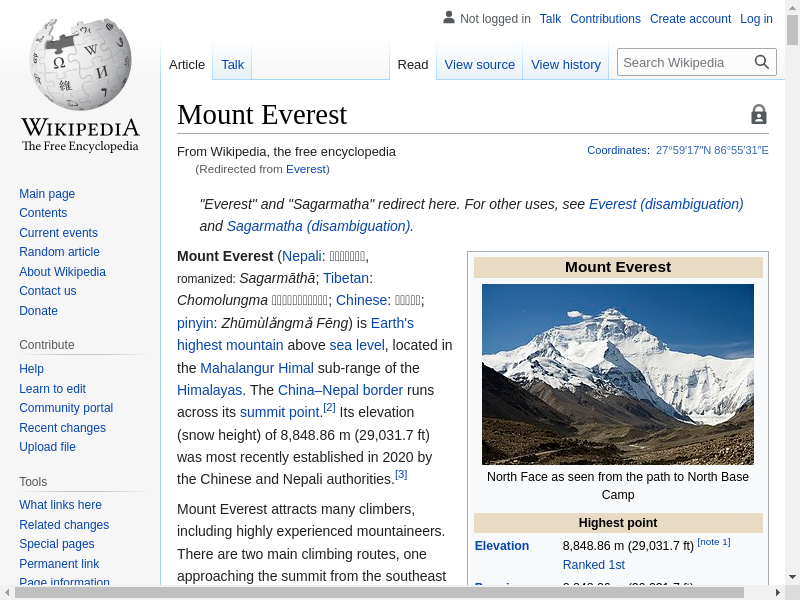 Not logged in Talk Contributions Create account Log in
Article Talk Read View source View history Search Wikipedia
WIKIPEDIA
The Free Encyclopedia
Main page
Contents
Current events
Random article
About Wikipedia
Contact us
Donate
Contribute
Help
Learn to edit
Community portal
Recent changes
Upload file
Tools
What links here
Related changes
Special pages
Permanent link
Page information
Mount Everest
From Wikipedia, the free encyclopedia
(Redirected from Everest)
Coordinates: 27°59′17″N 86°55′31″E
"Everest" and "Sagarmatha" redirect here. For other uses, see Everest (disambiguation)
and Sagarmatha (disambiguation).
Mount Everest (Nepali: ,
romanized: Sagarmāthā; Tibetan:
Chomolungma ; Chinese: ;
pinyin: Zhūmùlǎngmǎ Fēng) is Earth's
highest mountain above sea level, located in
the Mahalangur Himal sub-range of the
Himalayas. The China–Nepal border runs
across its summit point.[2] Its elevation
(snow height) of 8,848.86 m (29,031.7 ft)
was most recently established in 2020 by
the Chinese and Nepali authorities.[3]
Mount Everest attracts many climbers,
including highly experienced mountaineers.
There are two main climbing routes, one
approaching the summit from the southeast
Mount Everest
North Face as seen from the path to North Base
Camp
Highest point
Elevation 8,848.86 m (29,031.7 ft) [note 1]
Ranked 1st